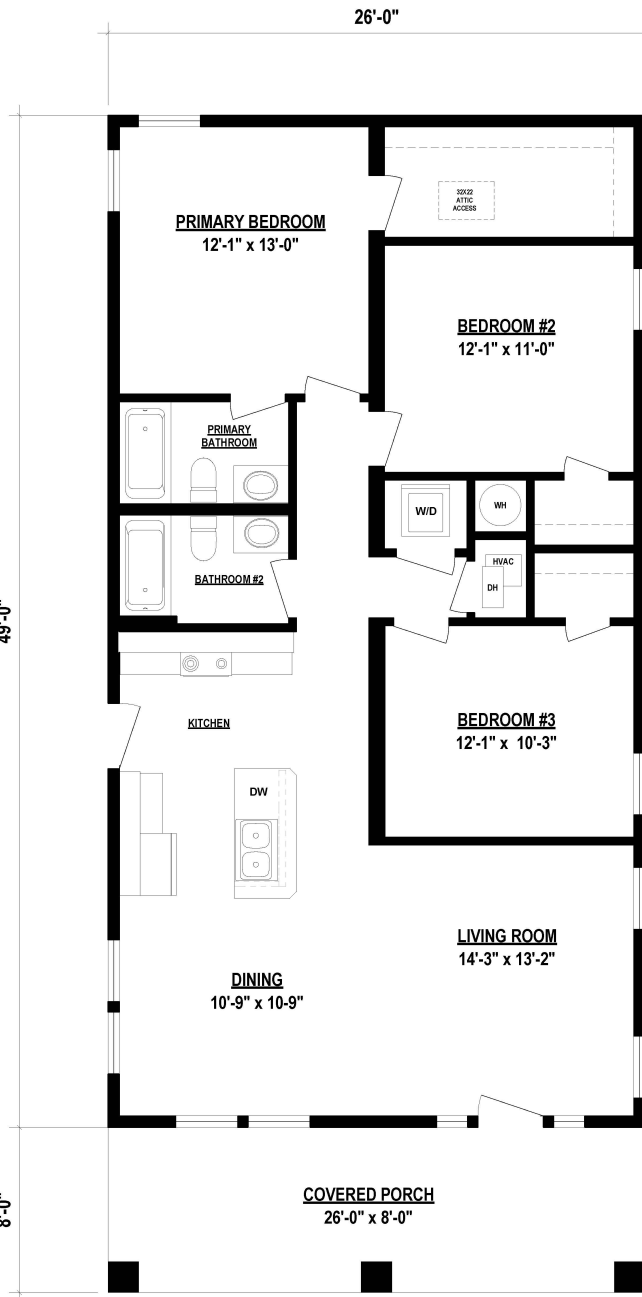 26'-0"
32X22
ATTIC
ACCESS
PRIMARY BEDROOM
12'-1" x 13'-0"
BEDROOM #2
12'-1" x 11'-0"
PRIMARY
BATHROOM
W/D
WH
HVAC
DH
BATHROOM #2
49'-0"
KITCHEN
BEDROOM #3
12'-1" x 10'-3"
DW
LIVING ROOM
14'-3" x 13'-2"
DINING
10'-9" x 10-9"
COVERED PORCH
26'-0" x 8'-0"
8'-0"